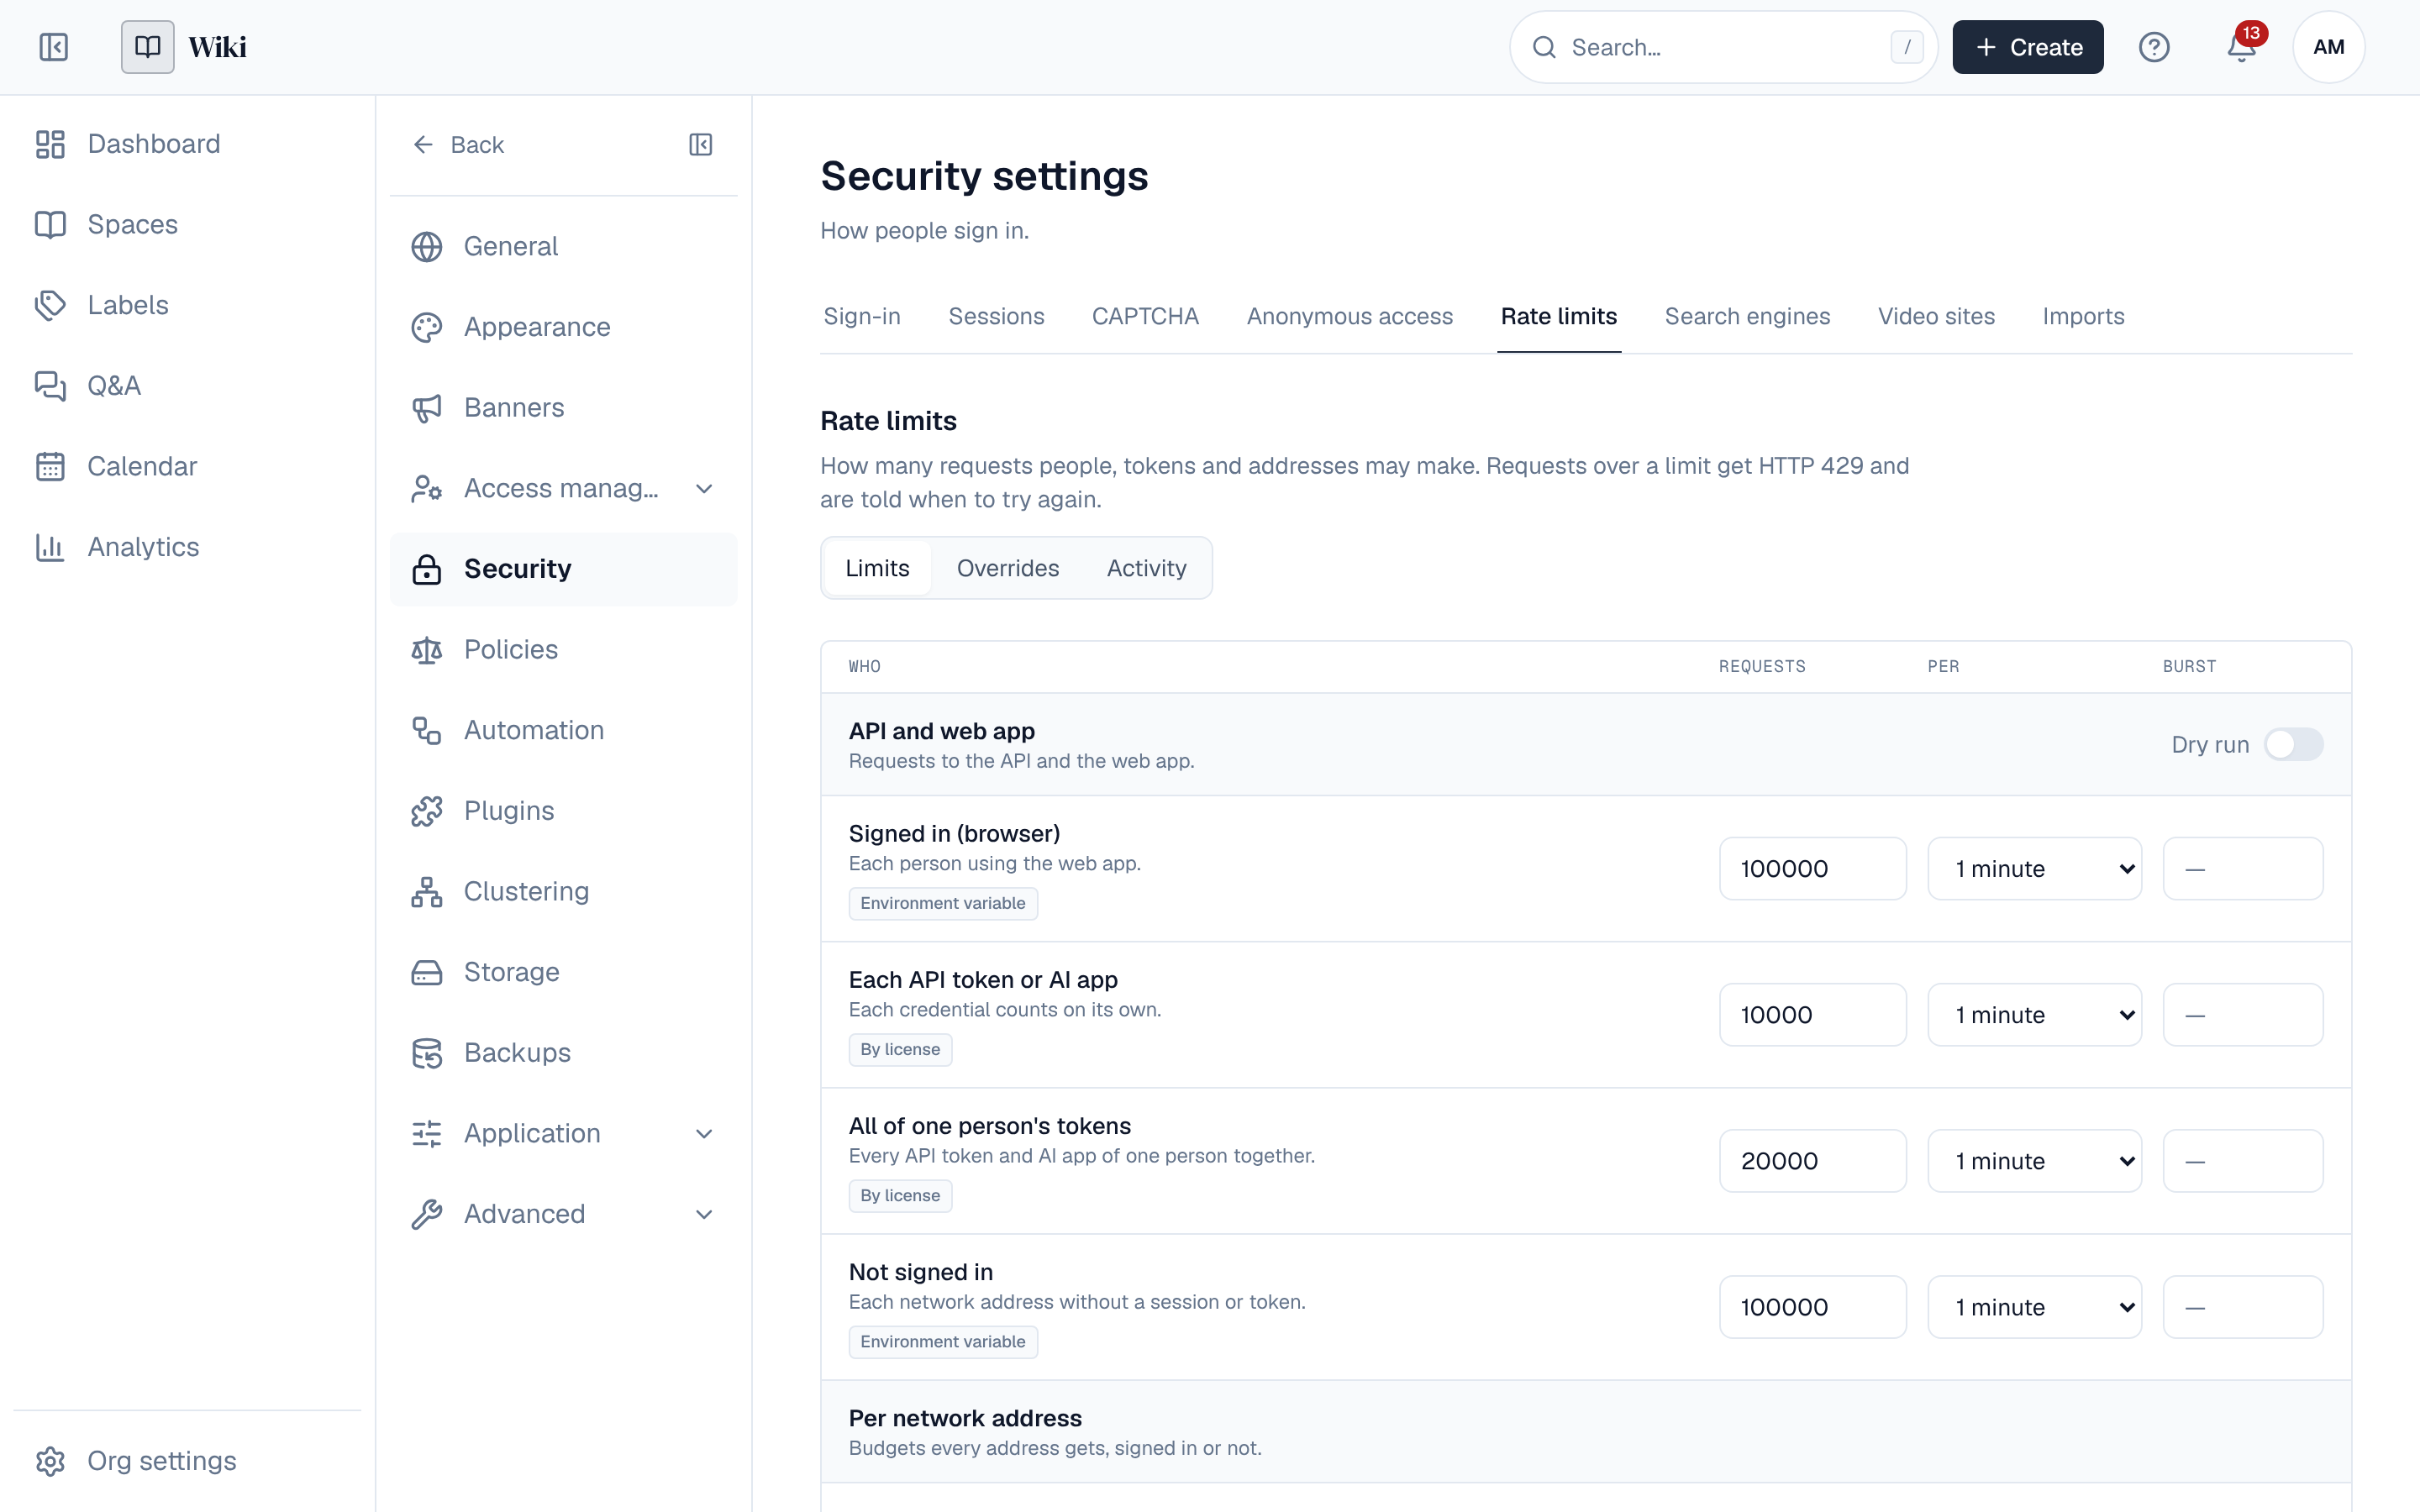 Wiki
Search...
/
Create
13
AM
Dashboard
Spaces
Labels
Q&A
Calendar
Analytics
Org settings
Back
General
Appearance
Banners
Access manag...
Security
Policies
Automation
Plugins
Clustering
Storage
Backups
Application
Advanced
Security settings
How people sign in.
Sign-in Sessions CAPTCHA Anonymous access Rate limits Search engines Video sites Imports
Rate limits
How many requests people, tokens and addresses may make. Requests over a limit get HTTP 429 and
are told when to try again.
Limits Overrides Activity
WHO REQUESTS PER BURST
API and web app
Requests to the API and the web app.
Dry run
Signed in (browser)
Each person using the web app.
Environment variable
100000 1 minute —
Each API token or AI app
Each credential counts on its own.
By license
10000 1 minute —
All of one person's tokens
Every API token and AI app of one person together.
By license
20000 1 minute —
Not signed in
Each network address without a session or token.
Environment variable
100000 1 minute —
Per network address
Budgets every address gets, signed in or not.